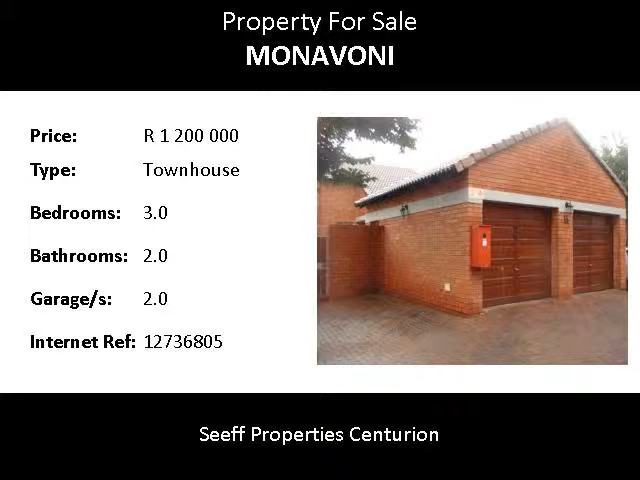 Property For Sale
MONAVONI
Price: R 1 200 000
Type: Townhouse
Bedrooms: 3.0
Bathrooms: 2.0
Garage/s: 2.0
Internet Ref: 12736805
Seeff Properties Centurion